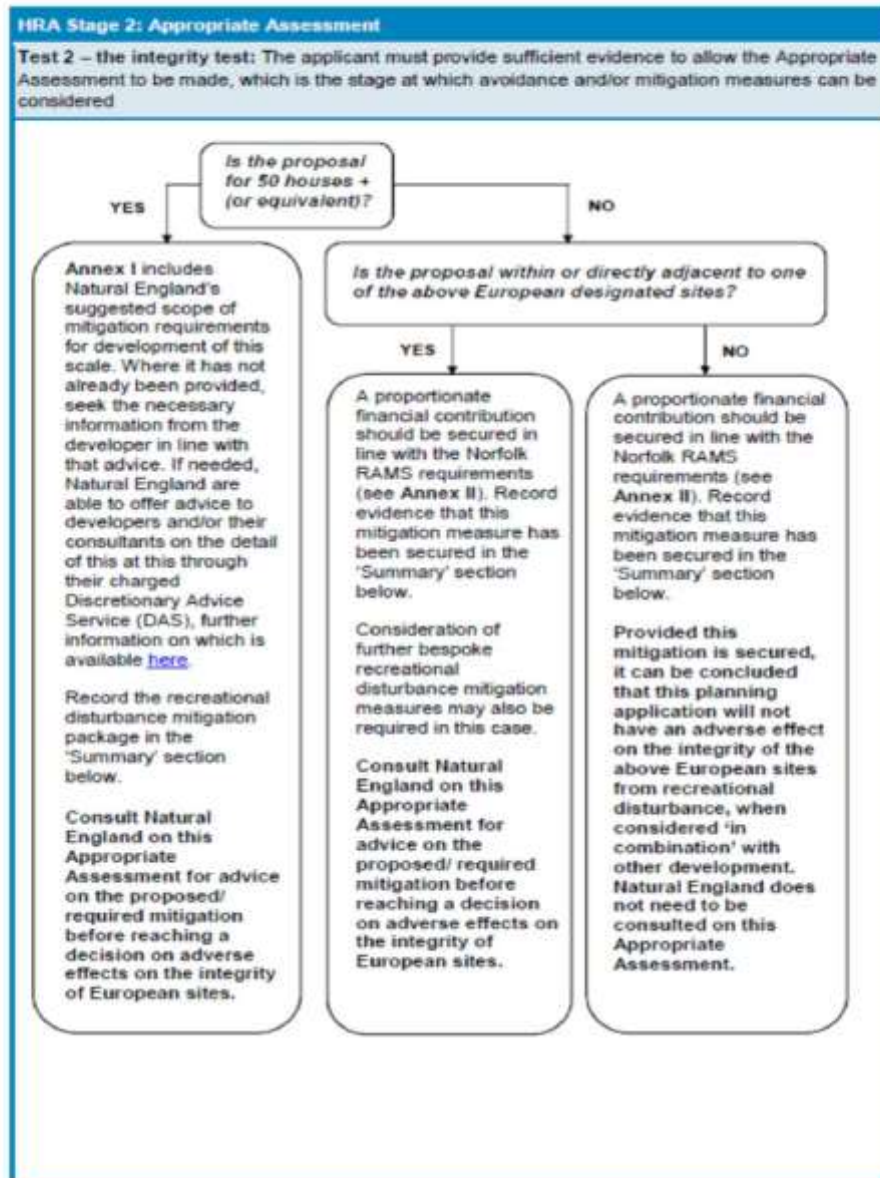 HRA Stage 2: Appropriate Assessment
Test 2 – the integrity test: The applicant must provide sufficient evidence to allow the Appropriate
Assessment to be made, which is the stage at which avoidance and/or mitigation measures can be
considered
Is the proposal
for 50 houses +
(or equivalent)?
YES
NO
Annex I includes
Natural England's
suggested scope of
mitigation requirements
for development of this
scale. Where it has not
already been provided,
seek the necessary
information from the
developer in line with
that advice. If needed,
Natural England are
able to offer advice to
developers and/or their
consultants on the detail
of this at this through
their charged
Discretionary Advice
Service (DAS), further
information on which is
available here.
Record the recreational
disturbance mitigation
package in the
'Summary' section
below.
Consult Natural
England on this
Appropriate
Assessment for advice
on the proposed/
required mitigation
before reaching a
decision on adverse
effects on the integrity
of European sites.
Is the proposal within or directly adjacent to one
of the above European designated sites?
YES
NO
A proportionate
financial contribution
should be secured in
line with the Norfolk
RAMS requirements
(see Annex II). Record
evidence that this
mitigation measure has
been secured in the
'Summary' section
below.
Consideration of
further bespoke
recreational
disturbance mitigation
measures may also be
required in this case.
Consult Natural
England on this
Appropriate
Assessment for
advice on the
proposed/ required
mitigation before
reaching a decision
on adverse effects on
the integrity of
European sites.
A proportionate financial
contribution should be
secured in line with the
Norfolk RAMS
requirements (see
Annex II). Record
evidence that this
mitigation measure has
been secured in the
'Summary' section
below.
Provided this
mitigation is secured,
it can be concluded
that this planning
application will not
have an adverse effect
on the integrity of the
above European sites
from recreational
disturbance, when
considered 'in
combination' with
other development.
Natural England does
not need to be
consulted on this
Appropriate
Assessment.